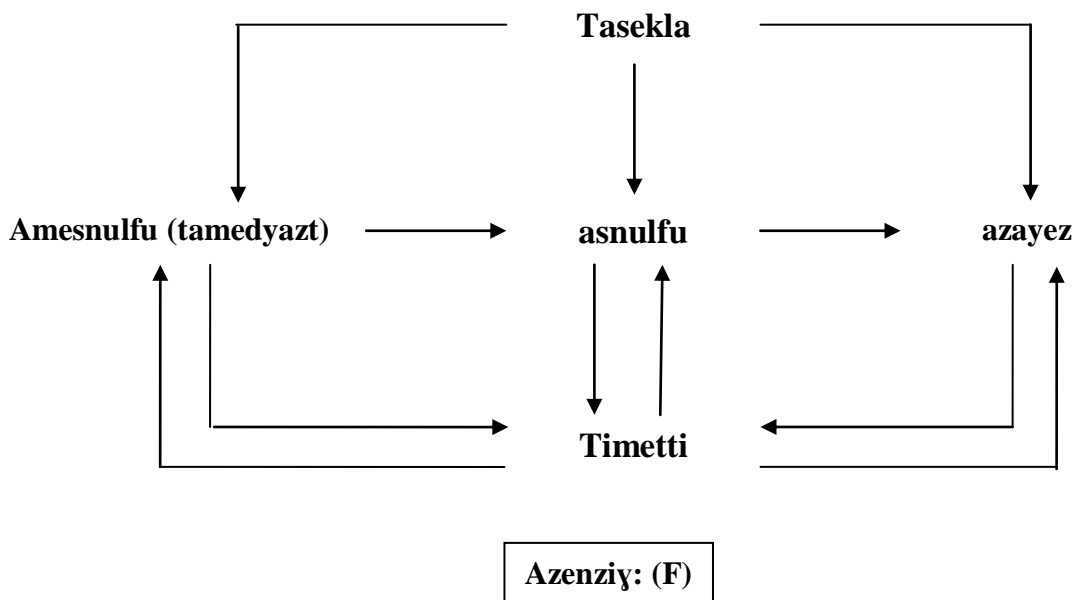 Tasekla
Amesnulfu (tamedyazt)
asnulfu
azayez
Timetti
Azenziɣ: (F)